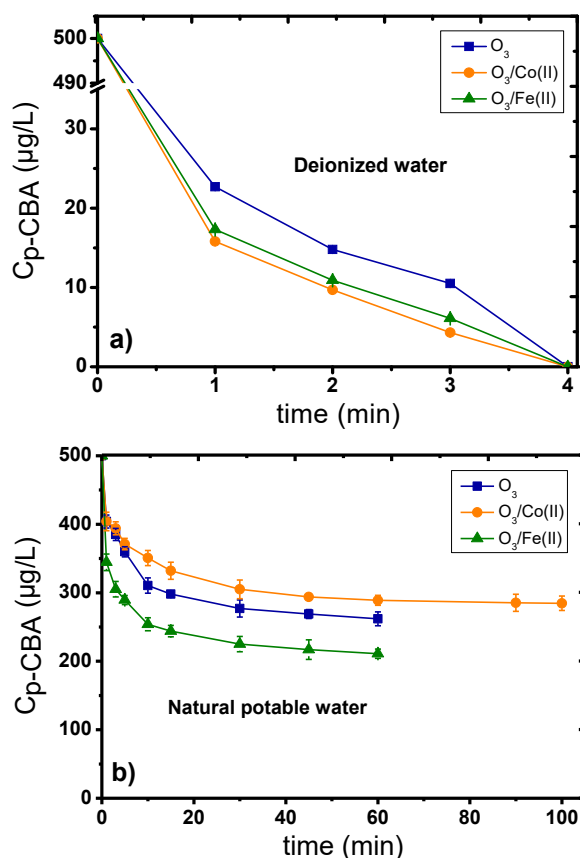 500
490
30
20
10
0
C p-CBA (µg/L)
O3
O3/Co(II)
O3/Fe(II)
Deionized water
a)
0 1 2 3 4
time (min)
500
400
300
200
100
0
C p-CBA (µg/L)
O3
O3/Co(II)
O3/Fe(II)
Natural potable water
b)
0 20 40 60 80 100
time (min)